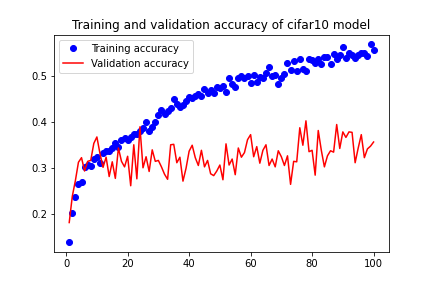 Training and validation accuracy of cifar10 model
Training accuracy
Validation accuracy
0.5
0.4
0.3
0.2
0 20 40 60 80 100